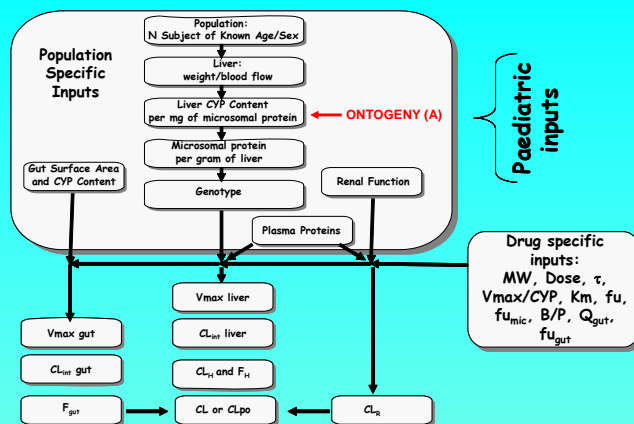 Population:
N Subject of Known Age/Sex
Population
Specific
Inputs
Liver:
weight/blood flow
Liver CYP Content
per mg of microsomal protein
ONTOGENY (A)
Paediatric
inputs
Microsomal protein
per gram of liver
Gut Surface Area
and CYP Content
Genotype
Renal Function
Plasma Proteins
Drug specific
inputs:
MW, Dose, τ,
Vmax/CYP, Km, fu,
fumic, B/P, Qgut,
fugut
Vmax liver
Vmax gut
CLint liver
CLint gut
CLH and FH
Fgut
CL or CLpo
CLR